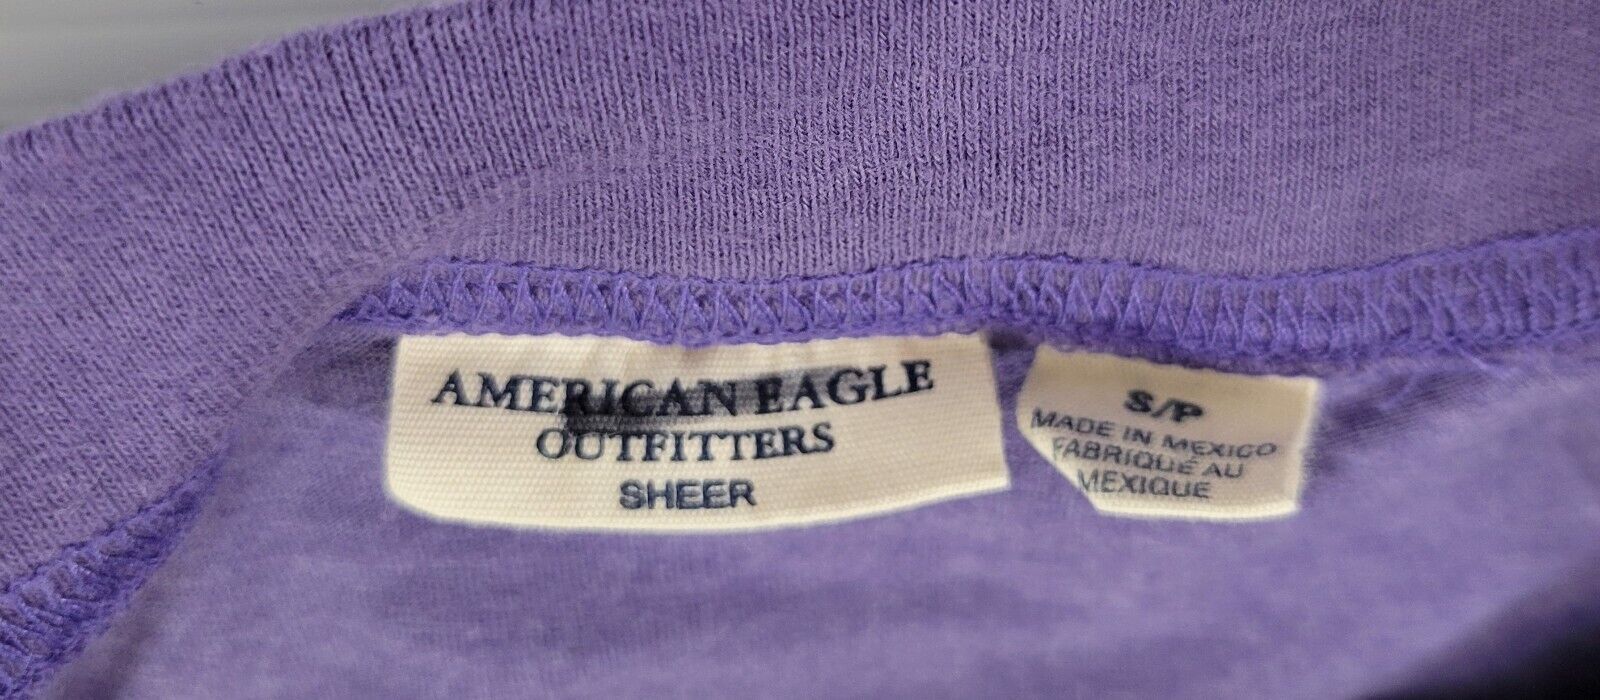 AMERICAN EAGLE
OUTFITTERS
SHEER
S/P
MADE IN MEXICO
FABRIQUÉ AU
MEXIQUE